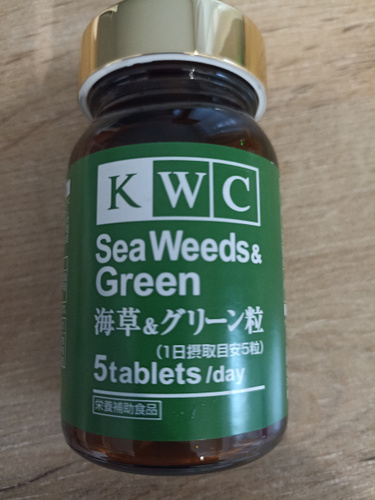 KWC
Sea Weeds &
Green
海草&グリーン粒
(1日摂取目安5粒)
5tablets/day
栄養補助食品